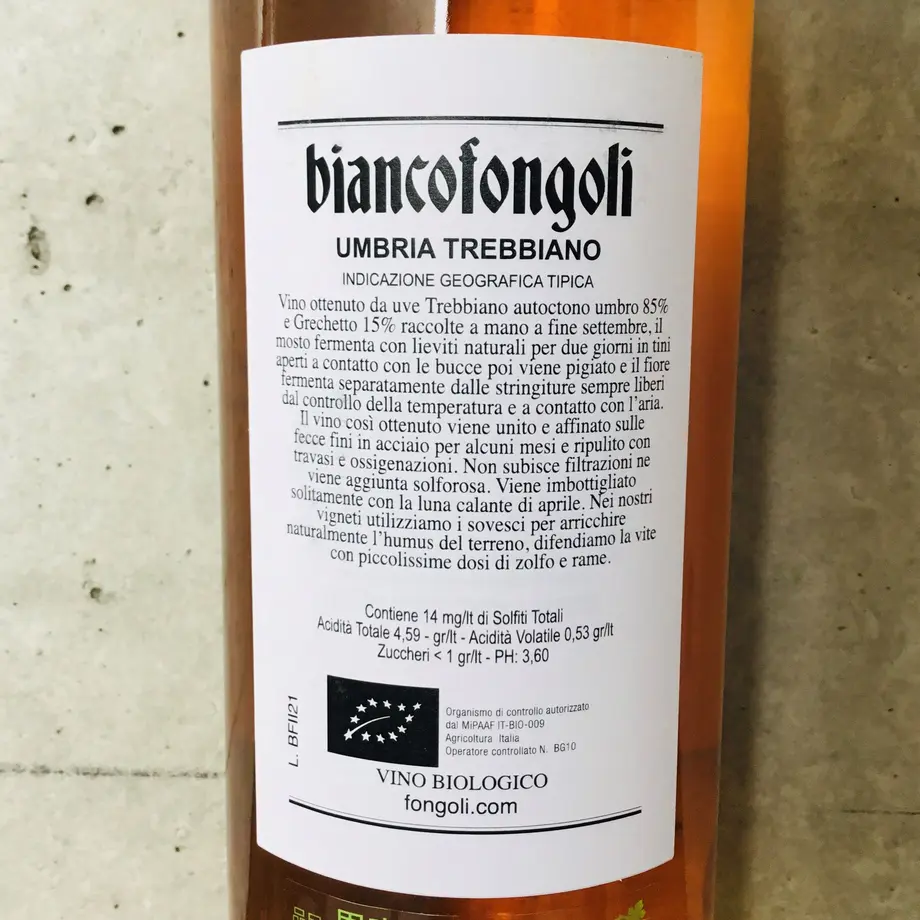 biancofongoli
UMBRIA TREBBIANO
INDICAZIONE GEOGRAFICA TIPICA
Vino ottenuto da uve Trebbiano autoctono umbro 85%
e Grechetto 15% raccolte a mano a fine settembre, il
mosto fermenta con lieviti naturali per due giorni in tini
aperti a contatto con le bucce poi viene pigiato e il fiore
fermenta separatamente dalle stringiture sempre liberi
dal controllo della temperatura e a contatto con l'aria.
Il vino così ottenuto viene unito e affinato sulle
fecce fini in acciaio per alcuni mesi e ripulito con
travasi e ossigenazioni. Non subisce filtrazioni ne
viene aggiunta solforosa. Viene imbottigliato
solitamente con la luna calante di aprile. Nei nostri
vigneti utilizziamo i sovesci per arricchire
naturalmente l'humus del terreno, difendiamo la vite
con piccolissime dosi di zolfo e rame.
Contiene 14 mg/lt di Solfiti Totali
Acidità Totale 4,59 - gr/lt - Acidità Volatile 0,53 gr/lt
Zuccheri < 1 gr/lt - PH: 3,60
L. BFII21
Organismo di controllo autorizzato
dal MiPAAF IT-BIO-009
Agricoltura Italia
Operatore controllato N. BG10
VINO BIOLOGICO
fongoli.com